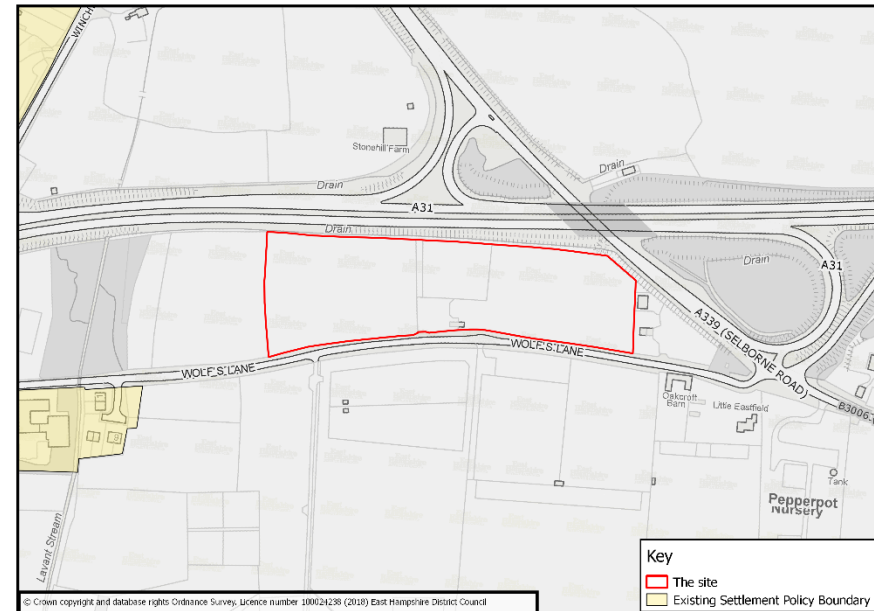 WINCH
Stonehill Farm
Drain
Drain
A31
Drain
Drain
A31
A339 (SELBORNE ROAD)
WOLF'S LANE
WOLF'S LANE
B3006
Oakcroft
Barn
Little Eastfield
Tank
Pepperpot
Nursery
Lavant Stream
Key
The site
Existing Settlement Policy Boundary
© Crown copyright and database rights Ordnance Survey. Licence number 100024238 (2018) East Hampshire District Council